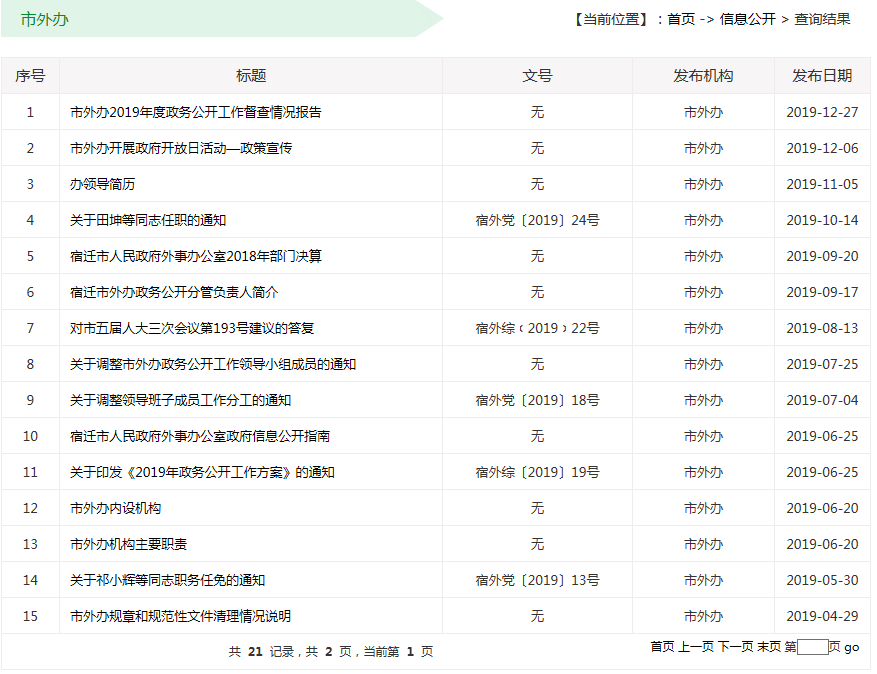 市外办
【当前位置】：首页 -> 信息公开 > 查询结果
序号 标题 文号 发布机构 发布日期
1 市外办2019年度政务公开工作督查情况报告 无 市外办 2019-12-27
2 市外办开展政府开放日活动—政策宣传 无 市外办 2019-12-06
3 办领导简历 无 市外办 2019-11-05
4 关于田坤等同志任职的通知 宿外党〔2019〕24号 市外办 2019-10-14
5 宿迁市人民政府外事办公室2018年部门决算 无 市外办 2019-09-20
6 宿迁市外办政务公开分管负责人简介 无 市外办 2019-09-17
7 对市五届人大三次会议第193号建议的答复 宿外综﹝2019﹞22号 市外办 2019-08-13
8 关于调整市外办政务公开工作领导小组成员的通知 无 市外办 2019-07-25
9 关于调整领导班子成员工作分工的通知 宿外党〔2019〕18号 市外办 2019-07-04
10 宿迁市人民政府外事办公室政府信息公开指南 无 市外办 2019-06-25
11 关于印发《2019年政务公开工作方案》的通知 宿外综〔2019〕19号 市外办 2019-06-25
12 市外办内设机构 无 市外办 2019-06-20
13 市外办机构主要职责 无 市外办 2019-06-20
14 关于祁小辉等同志职务任免的通知 宿外党〔2019〕13号 市外办 2019-05-30
15 市外办规章和规范性文件清理情况说明 无 市外办 2019-04-29
共 21 记录，共 2 页，当前第 1 页 首页 上一页 下一页 末页 第 页 go